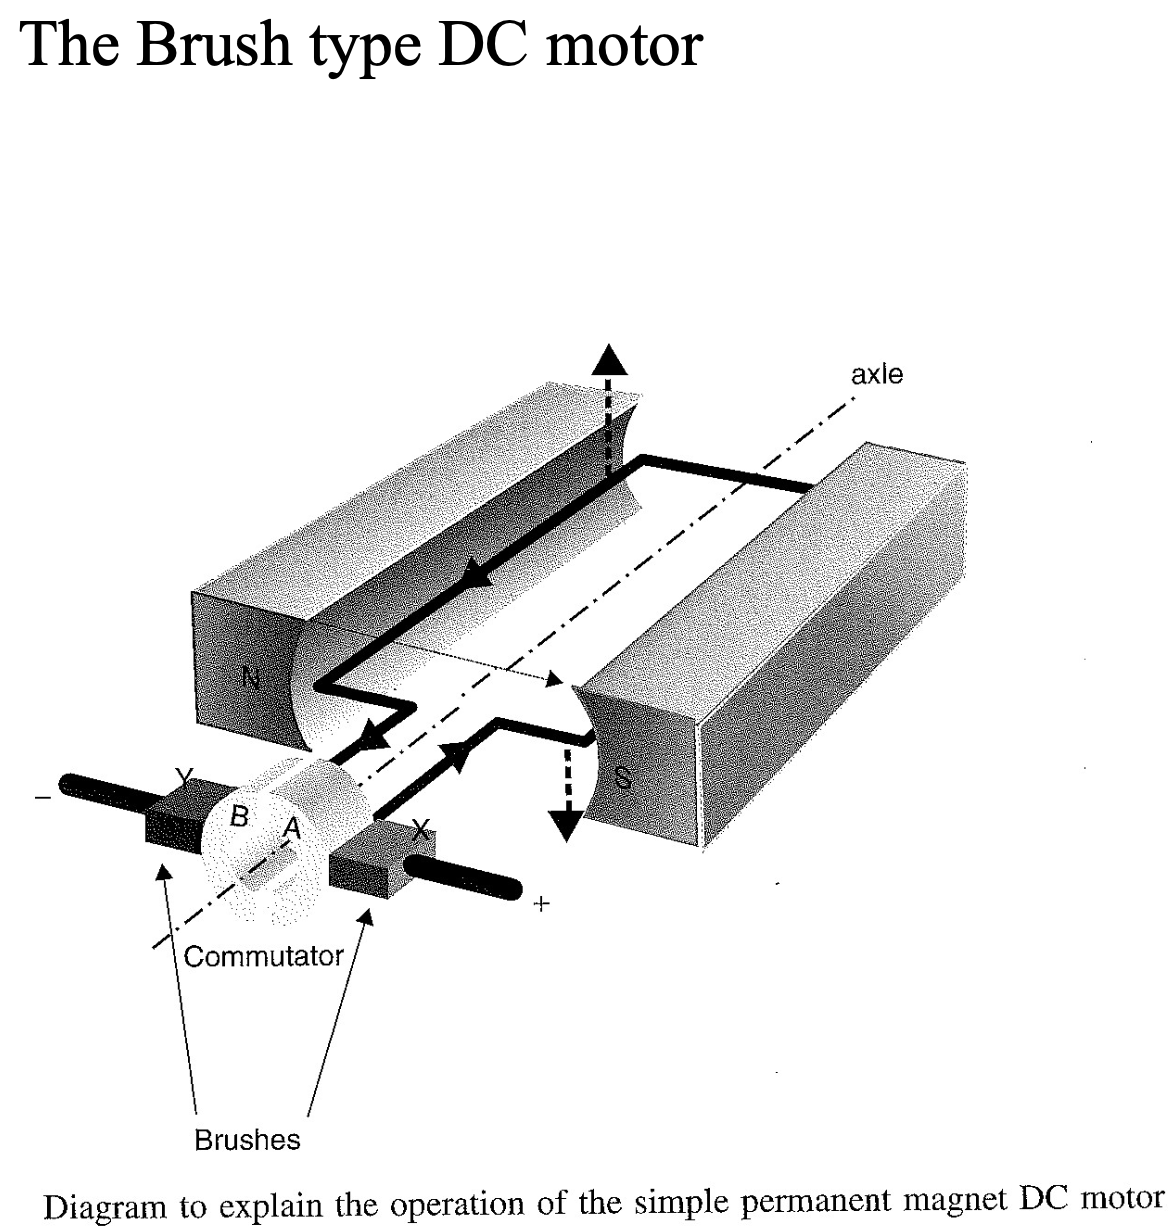 The Brush type DC motor
axle
N
S
Y
−
B
A
X
+
Commutator
Brushes
Diagram to explain the operation of the simple permanent magnet DC motor